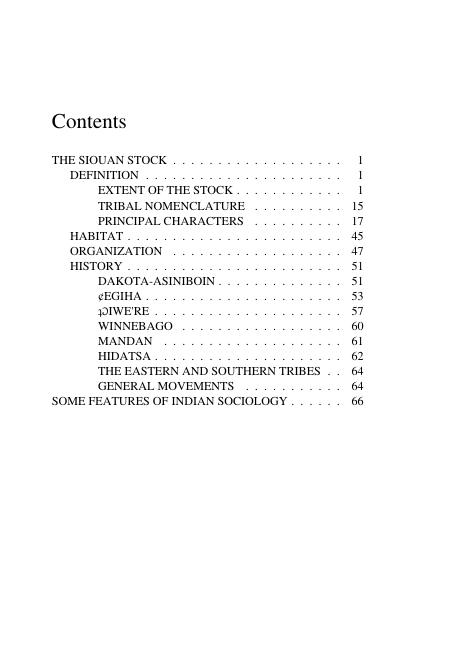 Contents
THE SIOUAN STOCK . . . . . . . . . . . . . . . . . . . 1
DEFINITION . . . . . . . . . . . . . . . . . . . . . . 1
EXTENT OF THE STOCK . . . . . . . . . . . . 1
TRIBAL NOMENCLATURE . . . . . . . . . . 15
PRINCIPAL CHARACTERS . . . . . . . . . . 17
HABITAT . . . . . . . . . . . . . . . . . . . . . . . . 45
ORGANIZATION . . . . . . . . . . . . . . . . . . . 47
HISTORY . . . . . . . . . . . . . . . . . . . . . . . . 51
DAKOTA-ASINIBOIN . . . . . . . . . . . . . . 51
¢EGIHA . . . . . . . . . . . . . . . . . . . . . . 53
ʇɔIWE'RE . . . . . . . . . . . . . . . . . . . . . 57
WINNEBAGO . . . . . . . . . . . . . . . . . . 60
MANDAN . . . . . . . . . . . . . . . . . . . . 61
HIDATSA . . . . . . . . . . . . . . . . . . . . . 62
THE EASTERN AND SOUTHERN TRIBES . . 64
GENERAL MOVEMENTS . . . . . . . . . . . 64
SOME FEATURES OF INDIAN SOCIOLOGY . . . . . . 66